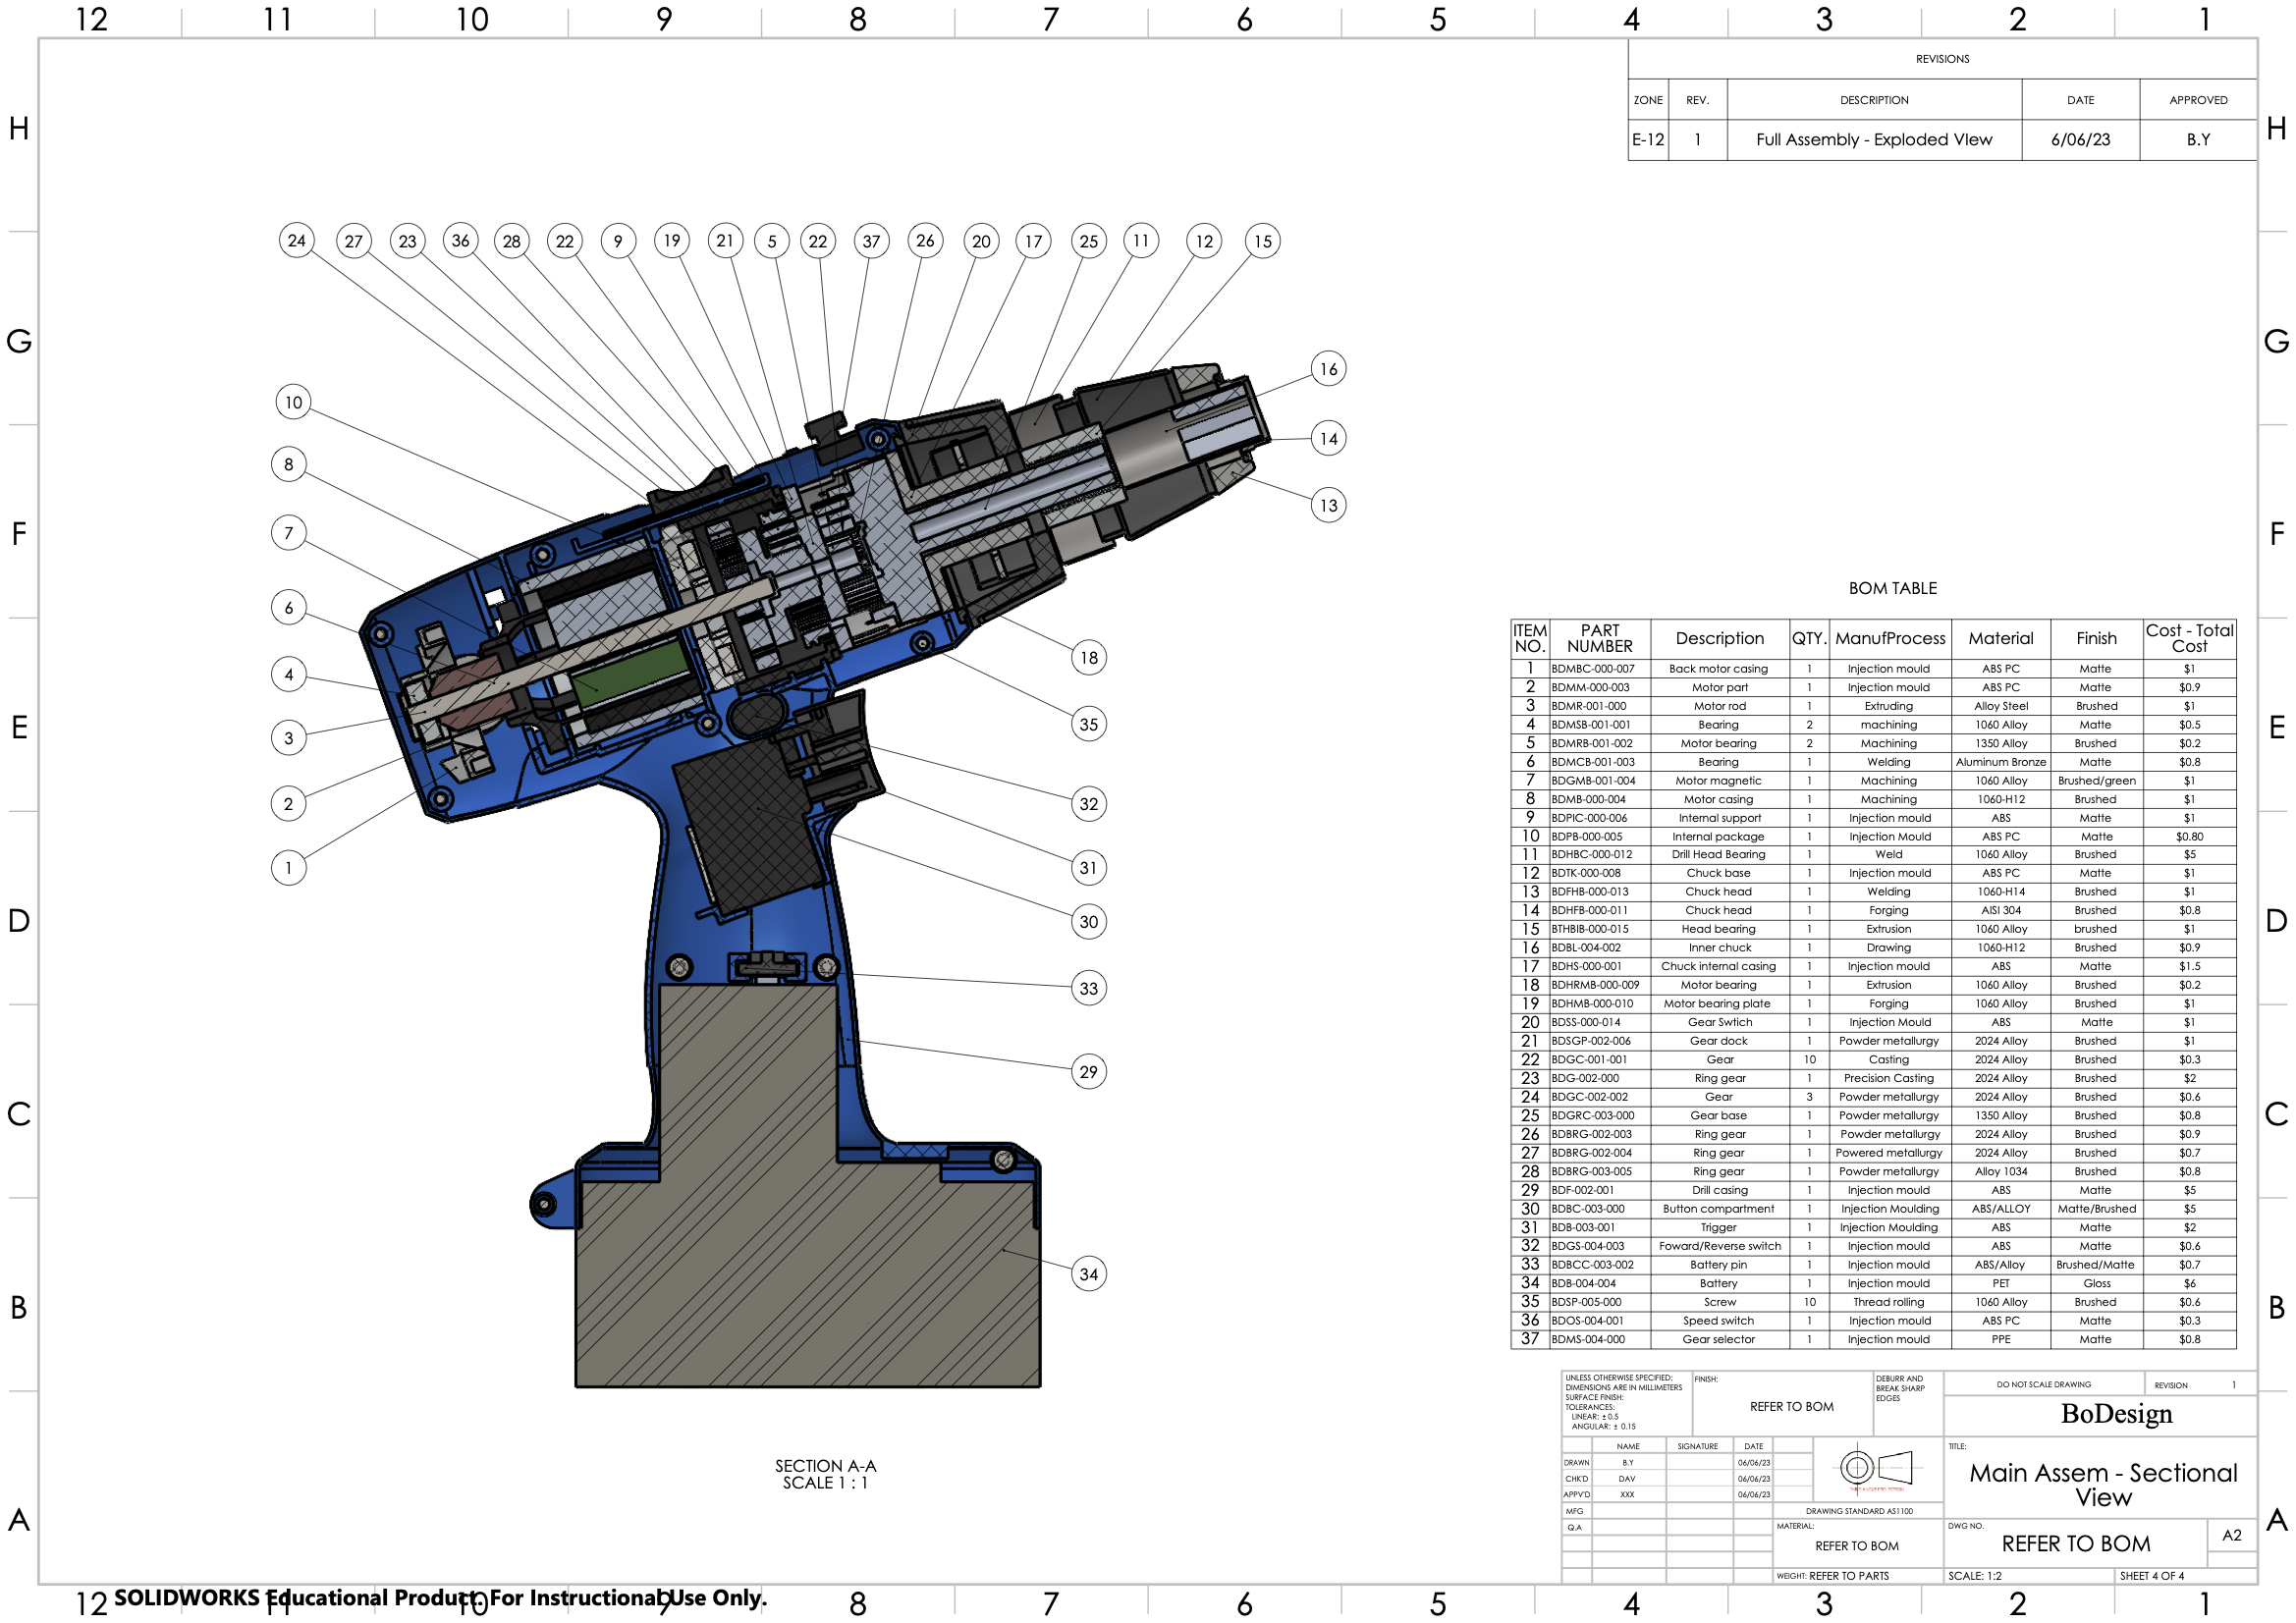 12 11 10 9 8 7 6 5 4 3 2 1
H H
G G
F F
E E
D D
C C
B B
A A
REVISIONS
ZONE REV. DESCRIPTION DATE APPROVED
E-12 1 Full Assembly - Exploded VIew 6/06/23 B.Y
24 27 23 36 28 22 9 19 21 5 22 37 26 20 17 25 11 12 15
16
10
14
8
13
7
6
18
4
35
3
2
32
1
31
30
33
29
34
SECTION A-A
SCALE 1 : 1
BOM TABLE
ITEM NO. PART NUMBER Description QTY. ManufProcess Material Finish Cost - Total Cost
1 BDMBC-000-007 Back motor casing 1 Injection mould ABS PC Matte $1
2 BDMM-000-003 Motor part 1 Injection mould ABS PC Matte $0.9
3 BDMR-001-000 Motor rod 1 Extruding Alloy Steel Brushed $1
4 BDMSB-001-001 Bearing 2 machining 1060 Alloy Matte $0.5
5 BDMRB-001-002 Motor bearing 2 Machining 1350 Alloy Brushed $0.2
6 BDMCB-001-003 Bearing 1 Welding Aluminum Bronze Matte $0.8
7 BDGMB-001-004 Motor magnetic 1 Machining 1060 Alloy Brushed/green $1
8 BDMB-000-004 Motor casing 1 Machining 1060-H12 Brushed $1
9 BDPIC-000-006 Internal support 1 Injection mould ABS Matte $1
10 BDPB-000-005 Internal package 1 Injection Mould ABS PC Matte $0.80
11 BDHBC-000-012 Drill Head Bearing 1 Weld 1060 Alloy Brushed $5
12 BDTK-000-008 Chuck base 1 Injection mould ABS PC Matte $1
13 BDFHB-000-013 Chuck head 1 Welding 1060-H14 Brushed $1
14 BDHFB-000-011 Chuck head 1 Forging AISI 304 Brushed $0.8
15 BTHBIB-000-015 Head bearing 1 Extrusion 1060 Alloy brushed $1
16 BDBL-004-002 Inner chuck 1 Drawing 1060-H12 Brushed $0.9
17 BDHS-000-001 Chuck internal casing 1 Injection mould ABS Matte $1.5
18 BDHRMB-000-009 Motor bearing 1 Extrusion 1060 Alloy Brushed $0.2
19 BDHMB-000-010 Motor bearing plate 1 Forging 1060 Alloy Brushed $1
20 BDSS-000-014 Gear Swtich 1 Injection Mould ABS Matte $1
21 BDSGP-002-006 Gear dock 1 Powder metallurgy 2024 Alloy Brushed $1
22 BDGC-001-001 Gear 10 Casting 2024 Alloy Brushed $0.3
23 BDG-002-000 Ring gear 1 Precision Casting 2024 Alloy Brushed $2
24 BDGC-002-002 Gear 3 Powder metallurgy 2024 Alloy Brushed $0.6
25 BDGRC-003-000 Gear base 1 Powder metallurgy 1350 Alloy Brushed $0.8
26 BDBRG-002-003 Ring gear 1 Powder metallurgy 2024 Alloy Brushed $0.9
27 BDBRG-002-004 Ring gear 1 Powered metallurgy 2024 Alloy Brushed $0.7
28 BDBRG-003-005 Ring gear 1 Powder metallurgy Alloy 1034 Brushed $0.8
29 BDF-002-001 Drill casing 1 Injection mould ABS Matte $5
30 BDBC-003-000 Button compartment 1 Injection Moulding ABS/ALLOY Matte/Brushed $5
31 BDB-003-001 Trigger 1 Injection Moulding ABS Matte $2
32 BDGS-004-003 Foward/Reverse switch 1 Injection mould ABS Matte $0.6
33 BDBCC-003-002 Battery pin 1 Injection mould ABS/Alloy Brushed/Matte $0.7
34 BDB-004-004 Battery 1 Injection mould PET Gloss $6
35 BDSP-005-000 Screw 10 Thread rolling 1060 Alloy Brushed $0.6
36 BDOS-004-001 Speed switch 1 Injection mould ABS PC Matte $0.3
37 BDMS-004-000 Gear selector 1 Injection mould PPE Matte $0.8
UNLESS OTHERWISE SPECIFIED:
DIMENSIONS ARE IN MILLIMETERS
SURFACE FINISH:
TOLERANCES:
LINEAR: ± 0.5
ANGULAR: ± 0.15
FINISH:
REFER TO BOM
DEBURR AND
BREAK SHARP
EDGES
DO NOT SCALE DRAWING REVISION 1
BoDesign
NAME SIGNATURE DATE
DRAWN B.Y 06/06/23
CHK'D DAV 06/06/23
APPV'D XXX 06/06/23
MFG
Q.A
DRAWING STANDARD AS1100
TITLE:
Main Assem - Sectional
View
MATERIAL:
REFER TO BOM
DWG NO.
REFER TO BOM
A2
WEIGHT: REFER TO PARTS
SCALE: 1:2
SHEET 4 OF 4
12 11 10 9 8 7 6 5 4 3 2 1
SOLIDWORKS Educational Product. For Instructional Use Only.